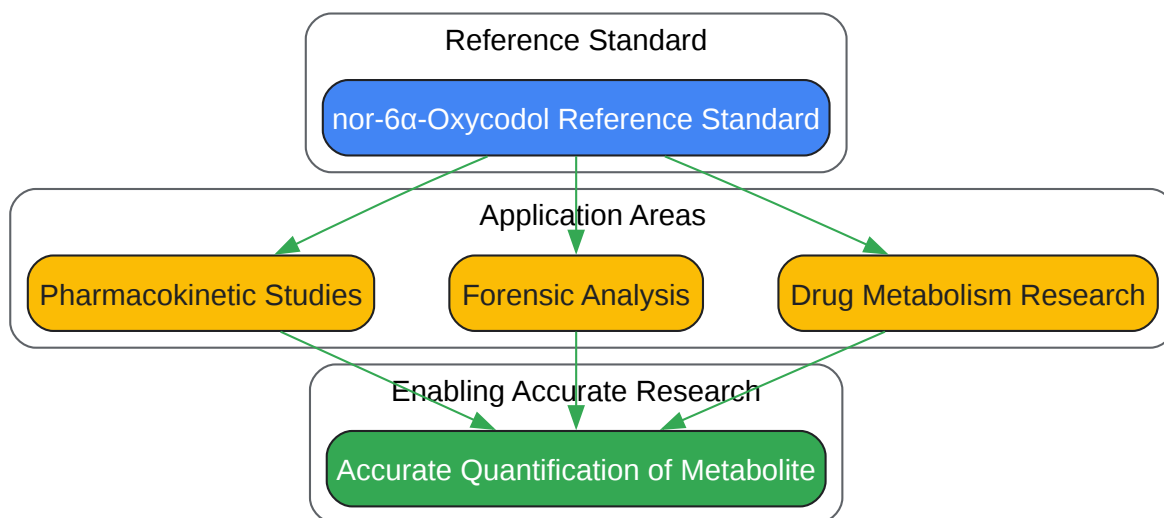 Reference Standard
nor-6α-Oxycodol Reference Standard
Application Areas
Pharmacokinetic Studies
Forensic Analysis
Drug Metabolism Research
Enabling Accurate Research
Accurate Quantification of Metabolite